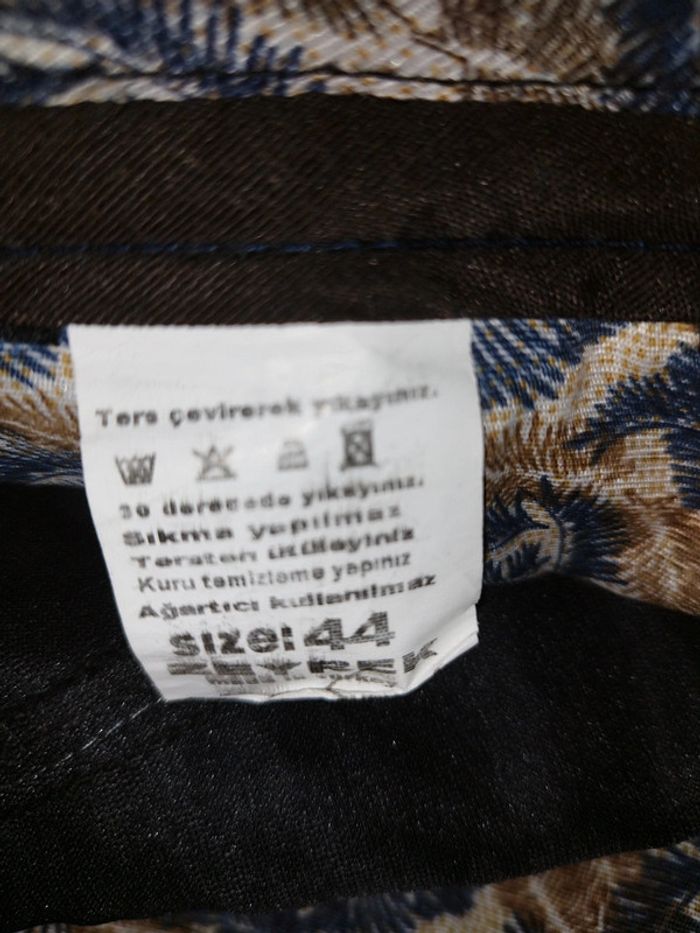 Ters çevirerek yıkayınız.
30 derecede yıkayınız.
Sıkma yapılmaz
Tersten ütüleyiniz
Kuru temizleme yapınız
Ağartıcı kullanılmaz
size: 44